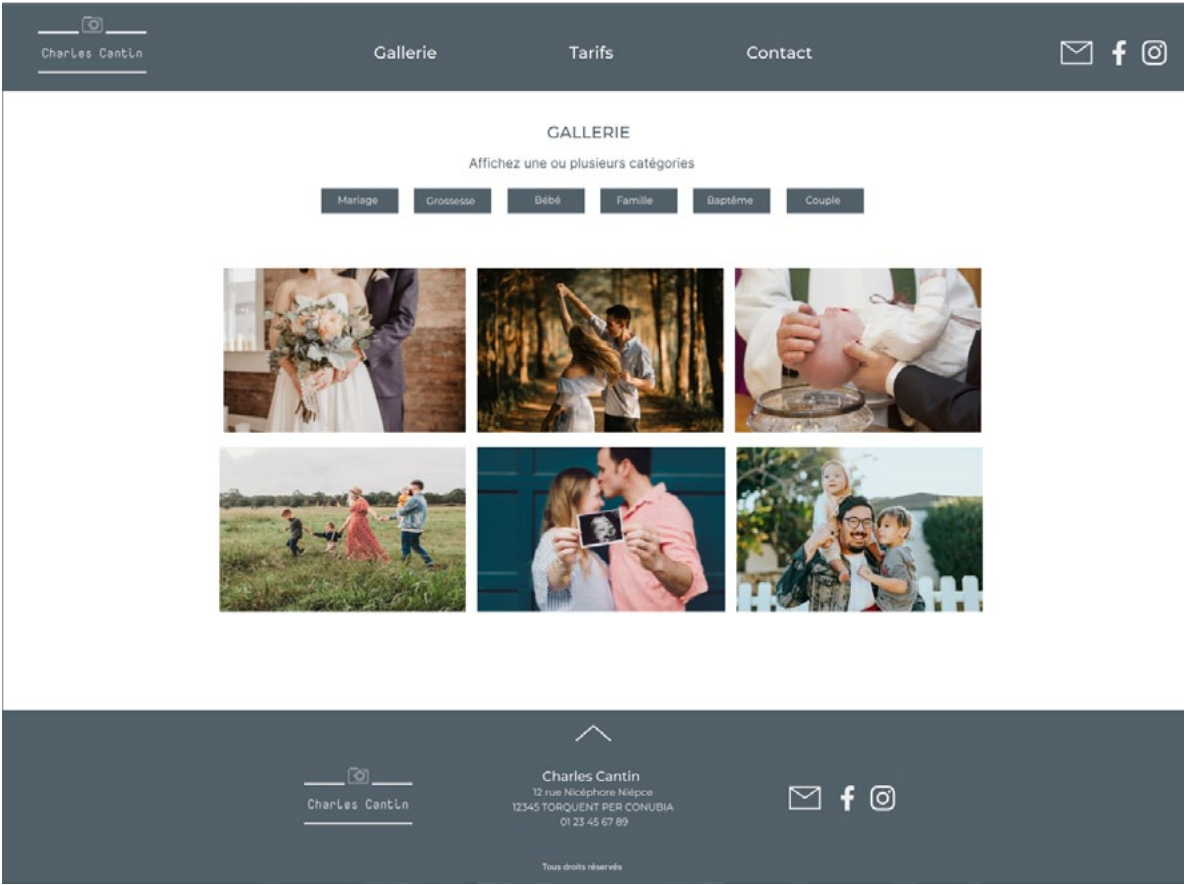 Charles Cantin
Gallerie Tarifs Contact
GALLERIE
Affichez une ou plusieurs catégories
Mariage Grossesse Bébé Famille Baptême Couple
Charles Cantin
Charles Cantin
12 rue Nicéphore Niépce
12345 TORQUENT PER CONUBIA
01 23 45 67 89
Tous droits réservés